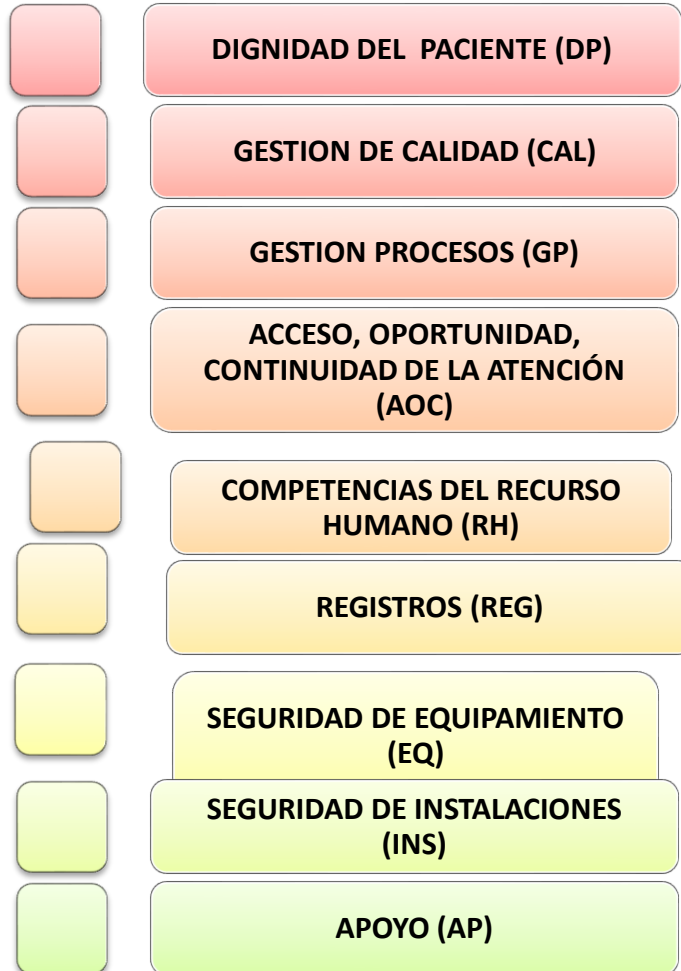 DIGNIDAD DEL PACIENTE (DP)
GESTION DE CALIDAD (CAL)
GESTION PROCESOS (GP)
ACCESO, OPORTUNIDAD,
CONTINUIDAD DE LA ATENCIÓN
(AOC)
COMPETENCIAS DEL RECURSO
HUMANO (RH)
REGISTROS (REG)
SEGURIDAD DE EQUIPAMIENTO
(EQ)
SEGURIDAD DE INSTALACIONES
(INS)
APOYO (AP)